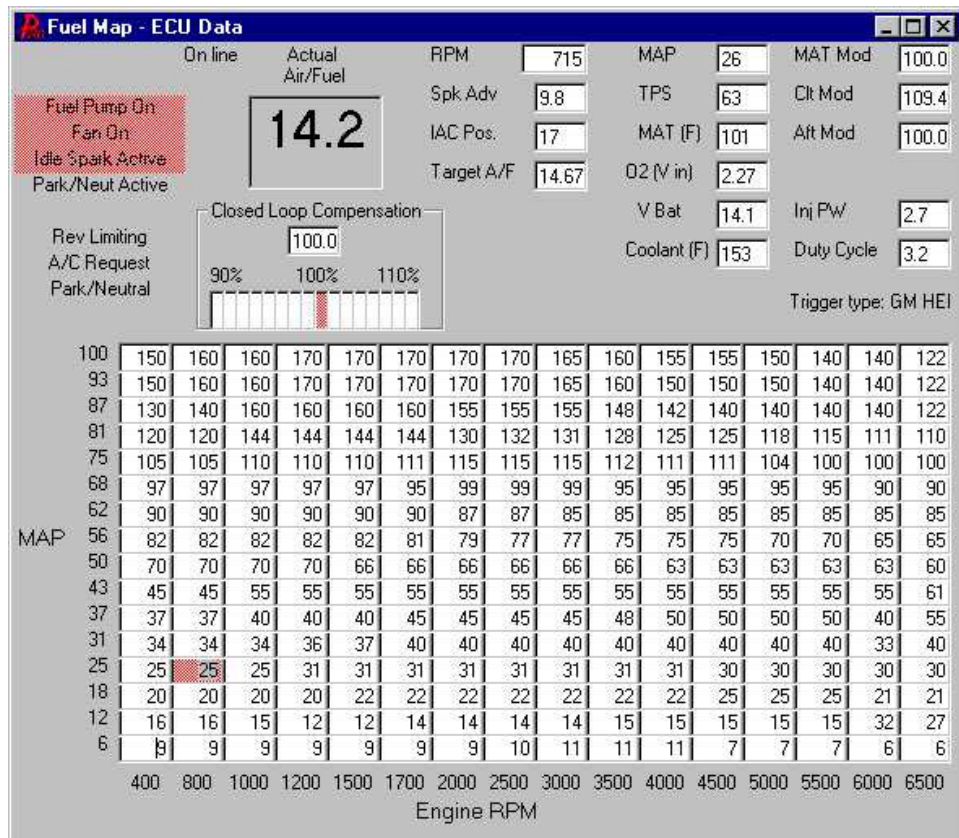 Fuel Map - ECU Data
On line Actual Air/Fuel RPM 715 MAP 26 MAT Mod 100.0
Fuel Pump On 14.2 Spk Adv 9.8 TPS 63 Clt Mod 109.4
Fan On IAC Pos. 17 MAT (F) 101 Aft Mod 100.0
Idle Spark Active Target A/F 14.67 O2 (V in) 2.27
Park/Neut Active
Closed Loop Compensation V Bat 14.1 Inj PW 2.7
Rev Limiting 100.0 Coolant (F) 153 Duty Cycle 3.2
A/C Request
Park/Neutral 90% 100% 110%
Trigger type: GM HEI
100 150 160 160 170 170 170 170 170 165 160 155 155 150 140 140 122
93 150 160 160 170 170 170 170 170 165 160 150 150 150 140 140 122
87 130 140 160 160 160 160 155 155 155 148 142 140 140 140 140 122
81 120 120 144 144 144 144 130 132 131 128 125 125 118 115 111 110
75 105 105 110 110 110 111 115 115 115 112 111 111 104 100 100 100
68 97 97 97 97 97 95 99 99 99 95 95 95 95 95 90 90
62 90 90 90 90 90 90 87 87 85 85 85 85 85 85 85 85
MAP 56 82 82 82 82 82 81 79 77 77 75 75 75 70 70 65 65
50 70 70 70 70 66 66 66 66 66 66 63 63 63 63 63 60
43 45 45 55 55 55 55 55 55 55 55 55 55 55 55 55 61
37 37 37 40 40 40 45 45 45 45 48 50 50 50 50 40 55
31 34 34 34 36 37 40 40 40 40 40 40 40 40 40 33 40
25 25 25 25 31 31 31 31 31 31 31 31 30 30 30 30 30
18 20 20 20 20 22 22 22 22 22 22 22 25 25 25 21 21
12 16 16 15 12 12 14 14 14 14 15 15 15 15 15 32 27
6 9 9 9 9 9 9 9 10 11 11 11 7 7 7 6 6
400 800 1000 1200 1500 1700 2000 2500 3000 3500 4000 4500 5000 5500 6000 6500
Engine RPM